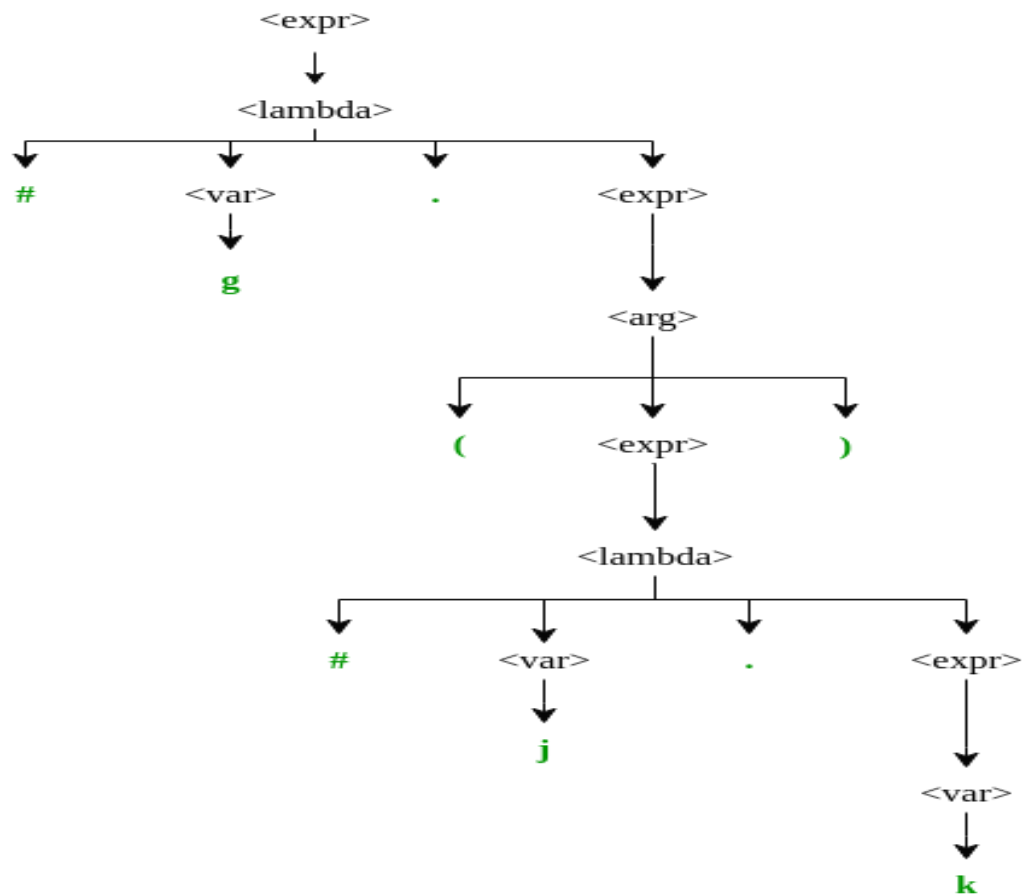 <expr>
<lambda>
# <var> . <expr>
g
<arg>
( <expr> )
<lambda>
# <var> . <expr>
j
<var>
k